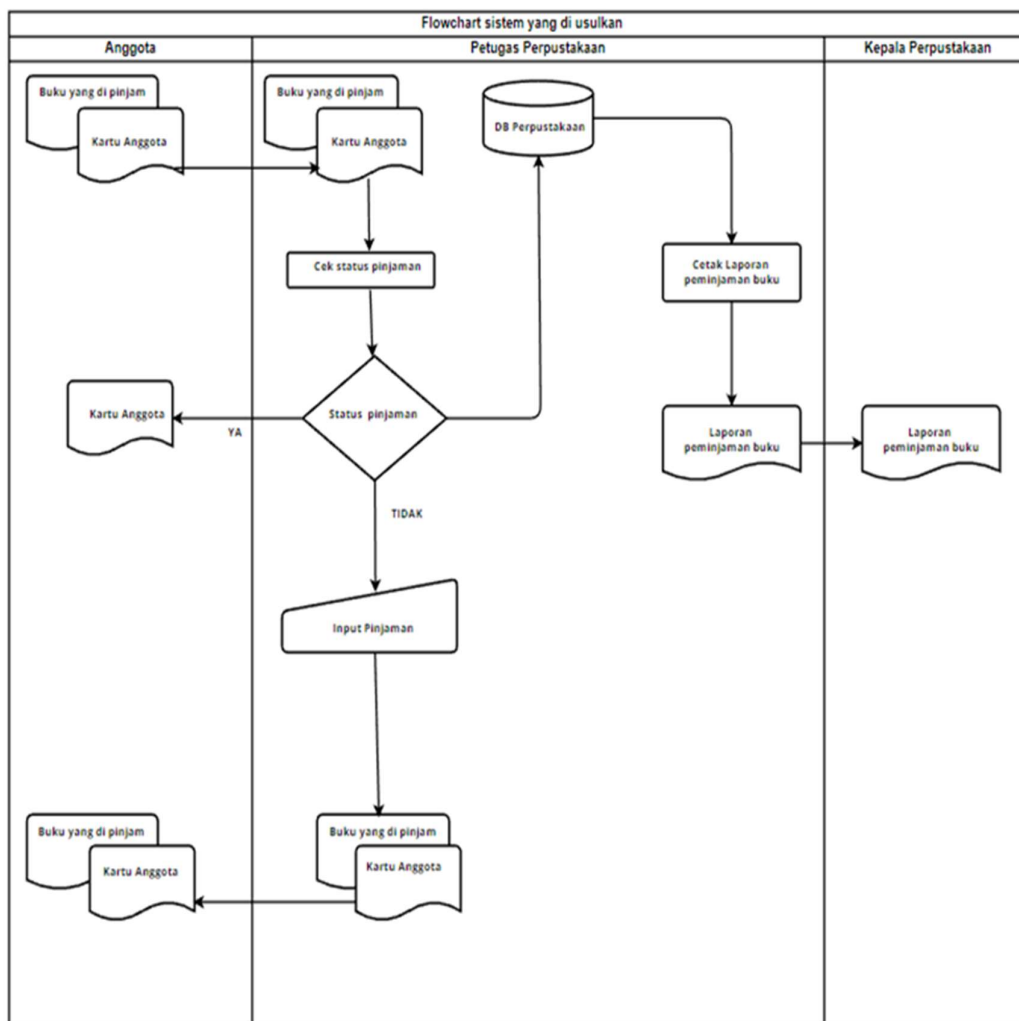 Flowchart sistem yang di usulkan
Anggota
Petugas Perpustakaan
Kepala Perpustakaan
Buku yang di pinjam
Kartu Anggota
Buku yang di pinjam
Kartu Anggota
DB Perpustakaan
Cek status pinjaman
Cetak Laporan
peminjaman buku
Kartu Anggota
YA
Status pinjaman
Laporan
peminjaman buku
Laporan
peminjaman buku
TIDAK
Input Pinjaman
Buku yang di pinjam
Kartu Anggota
Buku yang di pinjam
Kartu Anggota